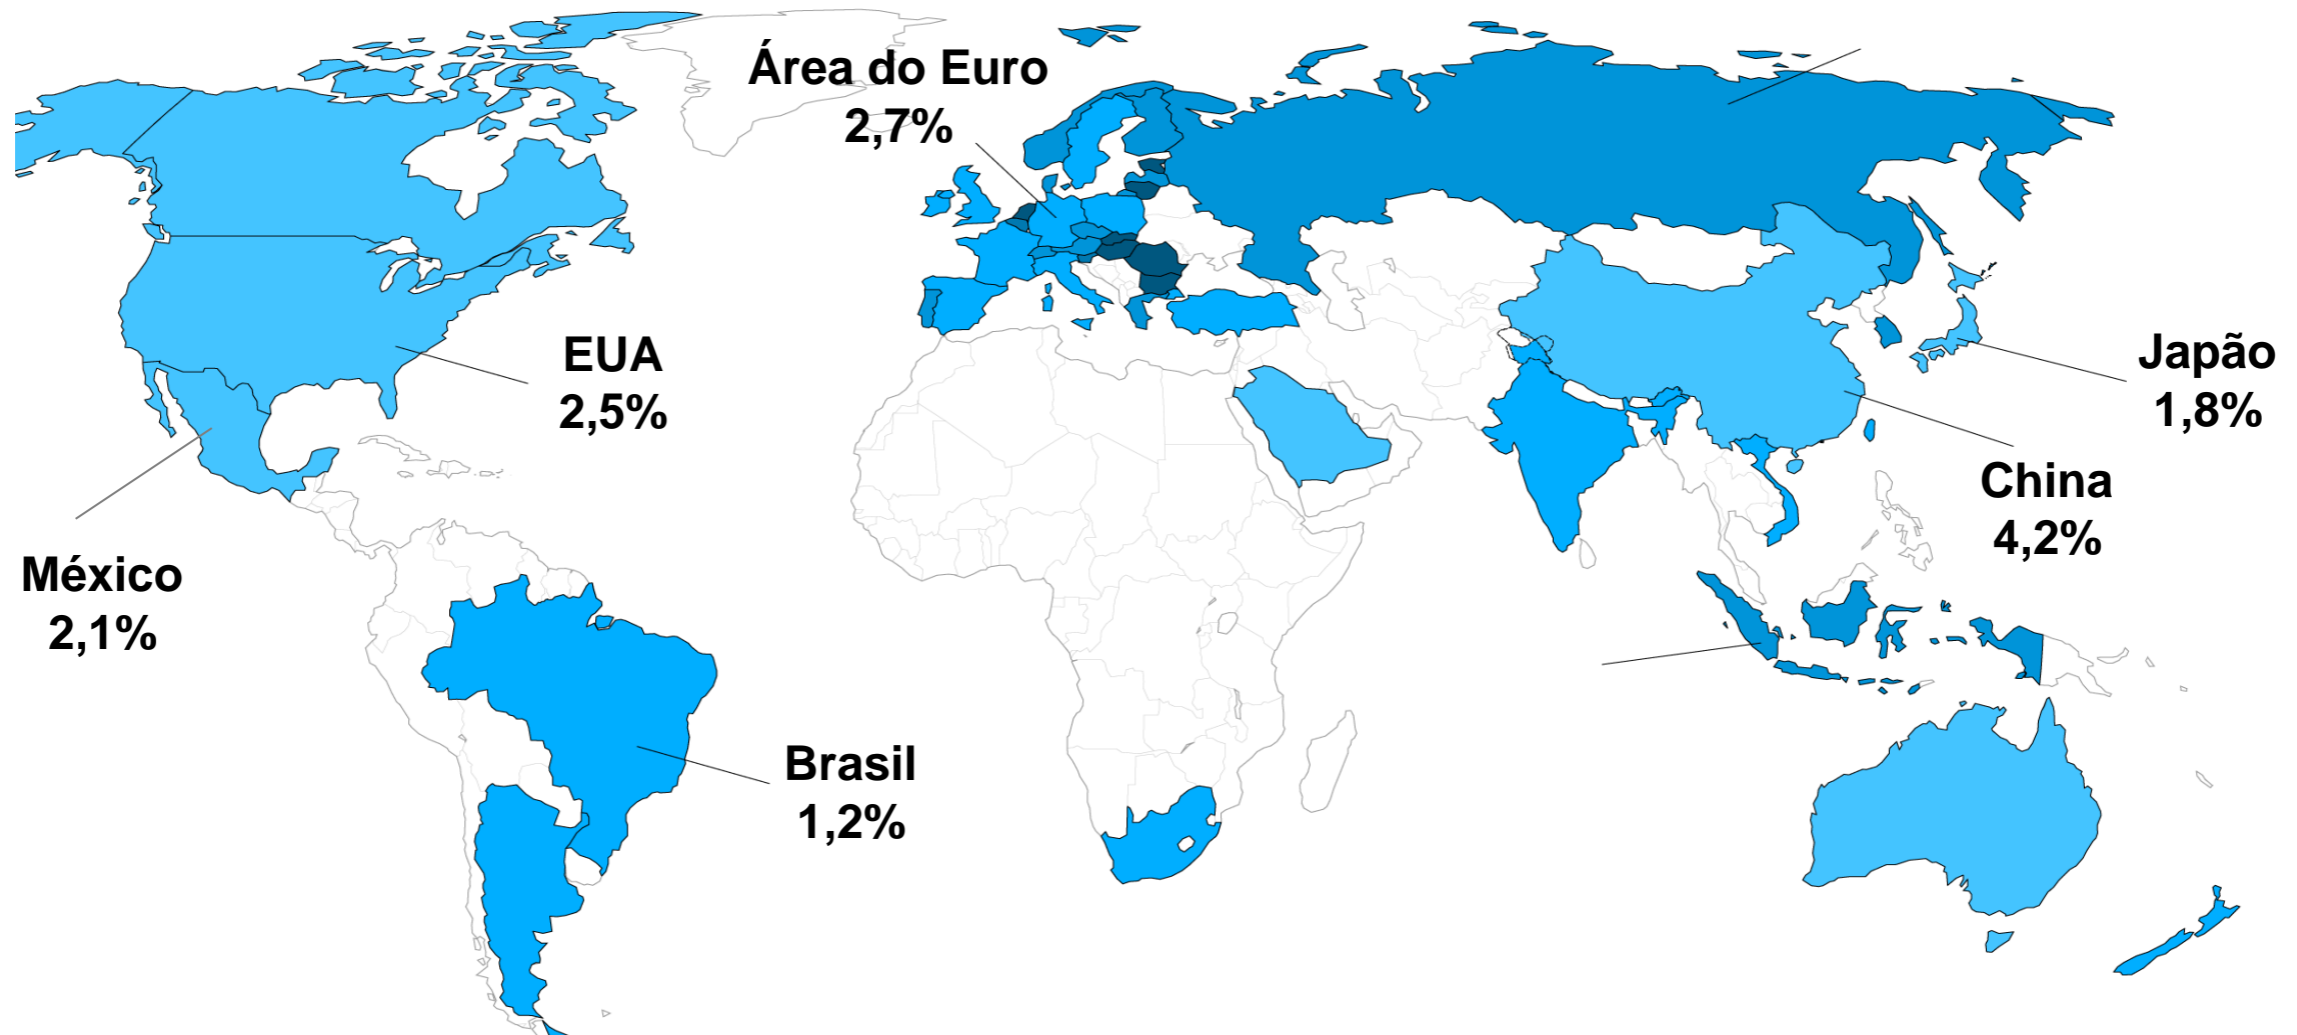 Área do Euro
2,7%
EUA
2,5%
Japão
1,8%
China
4,2%
México
2,1%
Brasil
1,2%